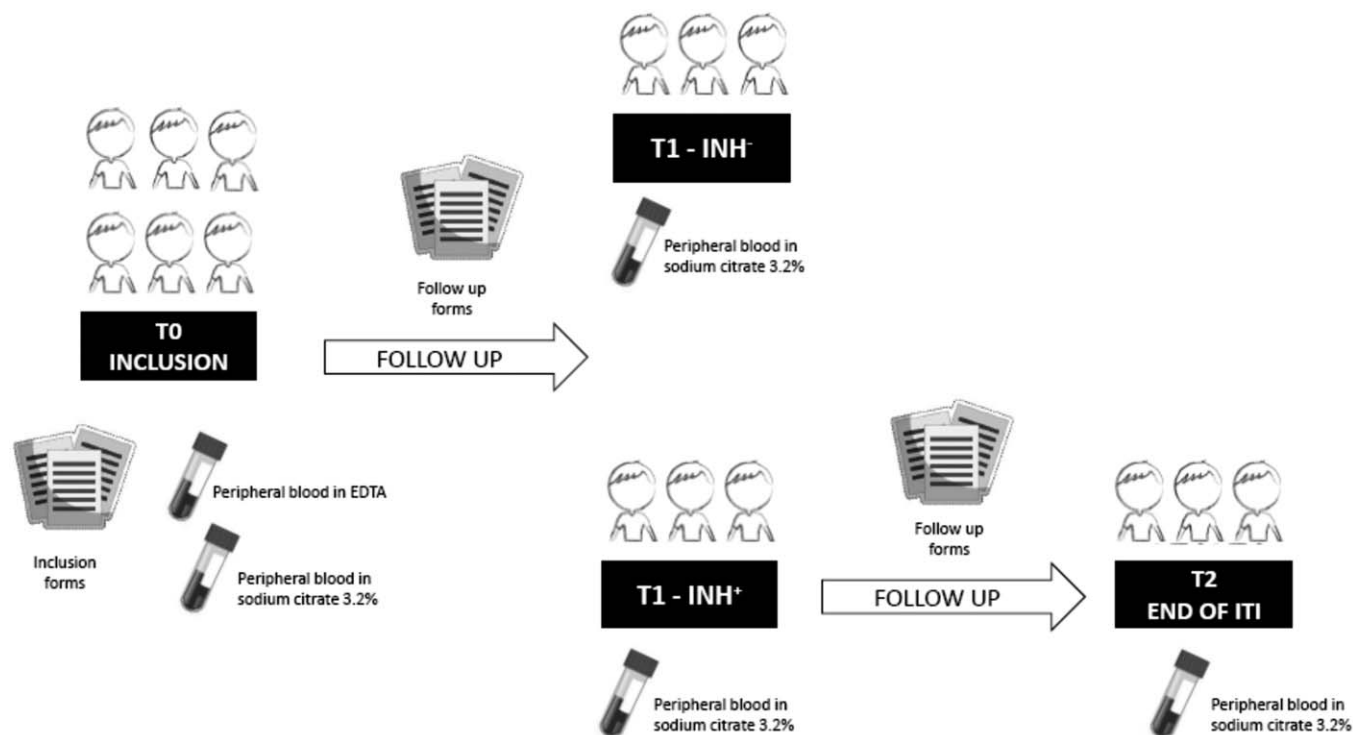 T1 - INH⁻
Peripheral blood in
sodium citrate 3.2%
Follow up
forms
T0
INCLUSION
FOLLOW UP
Inclusion
forms
Peripheral blood in EDTA
Peripheral blood in
sodium citrate 3.2%
T1 - INH⁺
Peripheral blood in
sodium citrate 3.2%
Follow up
forms
FOLLOW UP
T2
END OF ITI
Peripheral blood in
sodium citrate 3.2%